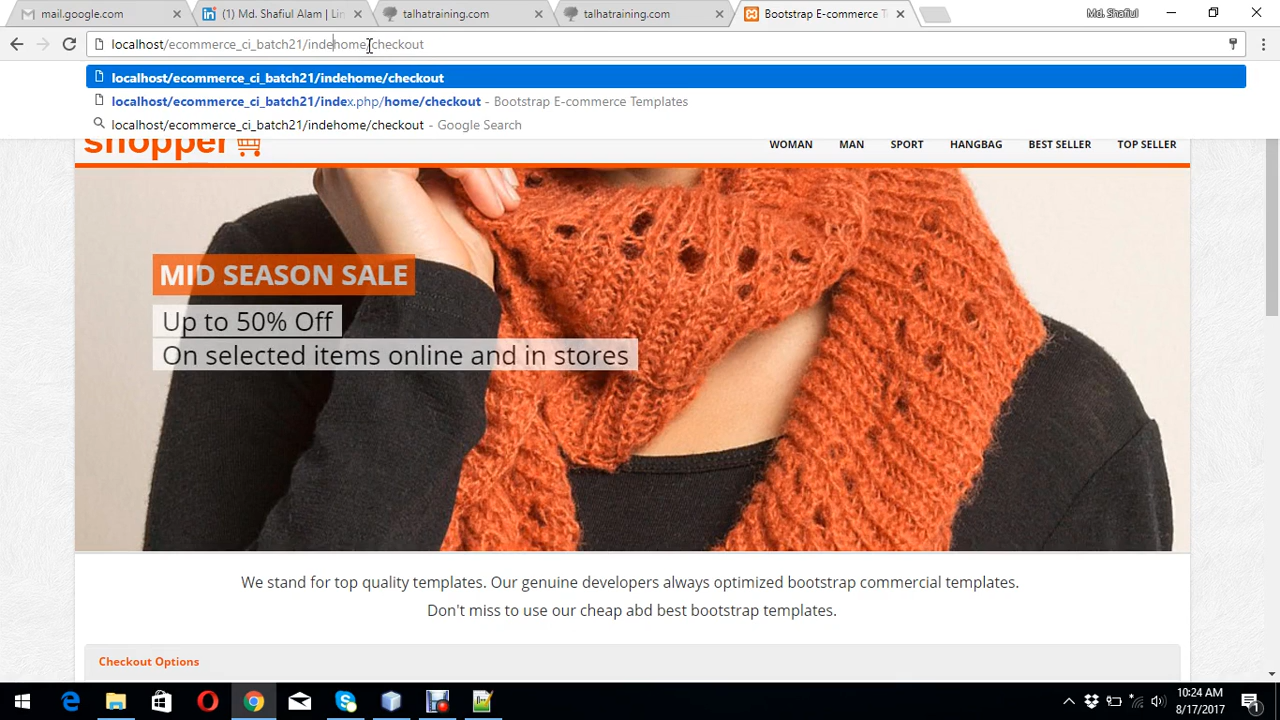 mail.google.com
(1) Md. Shafiul Alam | Lin
talhatraining.com
talhatraining.com
Bootstrap E-commerce T
Md. Shafiul
localhost/ecommerce_ci_batch21/indehome/checkout
localhost/ecommerce_ci_batch21/indehome/checkout
localhost/ecommerce_ci_batch21/index.php/home/checkout - Bootstrap E-commerce Templates
localhost/ecommerce_ci_batch21/indehome/checkout - Google Search
shopper
WOMAN MAN SPORT HANGBAG BEST SELLER TOP SELLER
MID SEASON SALE
Up to 50% Off
On selected items online and in stores
We stand for top quality templates. Our genuine developers always optimized bootstrap commercial templates.
Don't miss to use our cheap abd best bootstrap templates.
Checkout Options
10:24 AM
8/17/2017